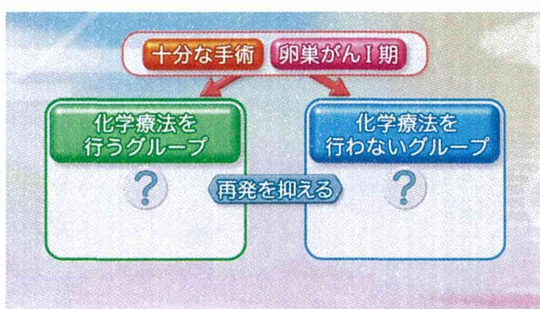 十分な手術 卵巣がんⅠ期
化学療法を
行うグループ
化学療法を
行わないグループ
?
再発を抑える
?